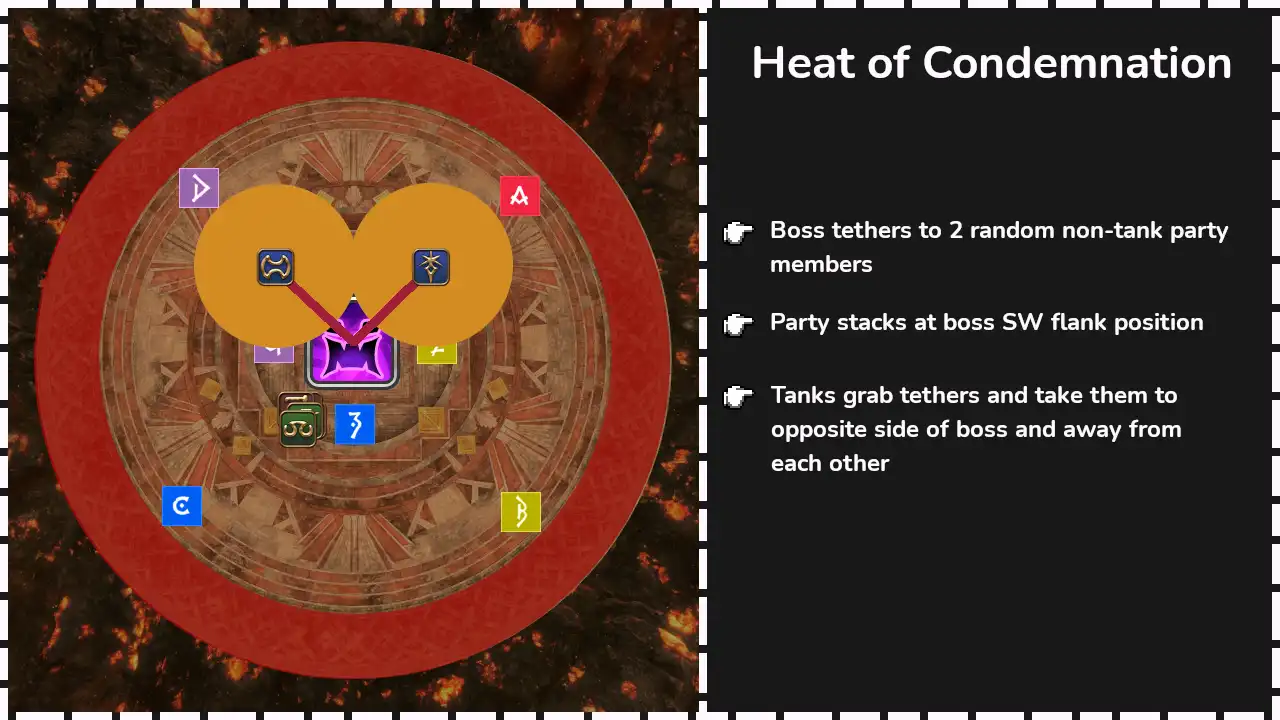 Heat of Condemnation
Boss tethers to 2 random non-tank party
members
Party stacks at boss SW flank position
Tanks grab tethers and take them to
opposite side of boss and away from
each other
D
A
3
C
B